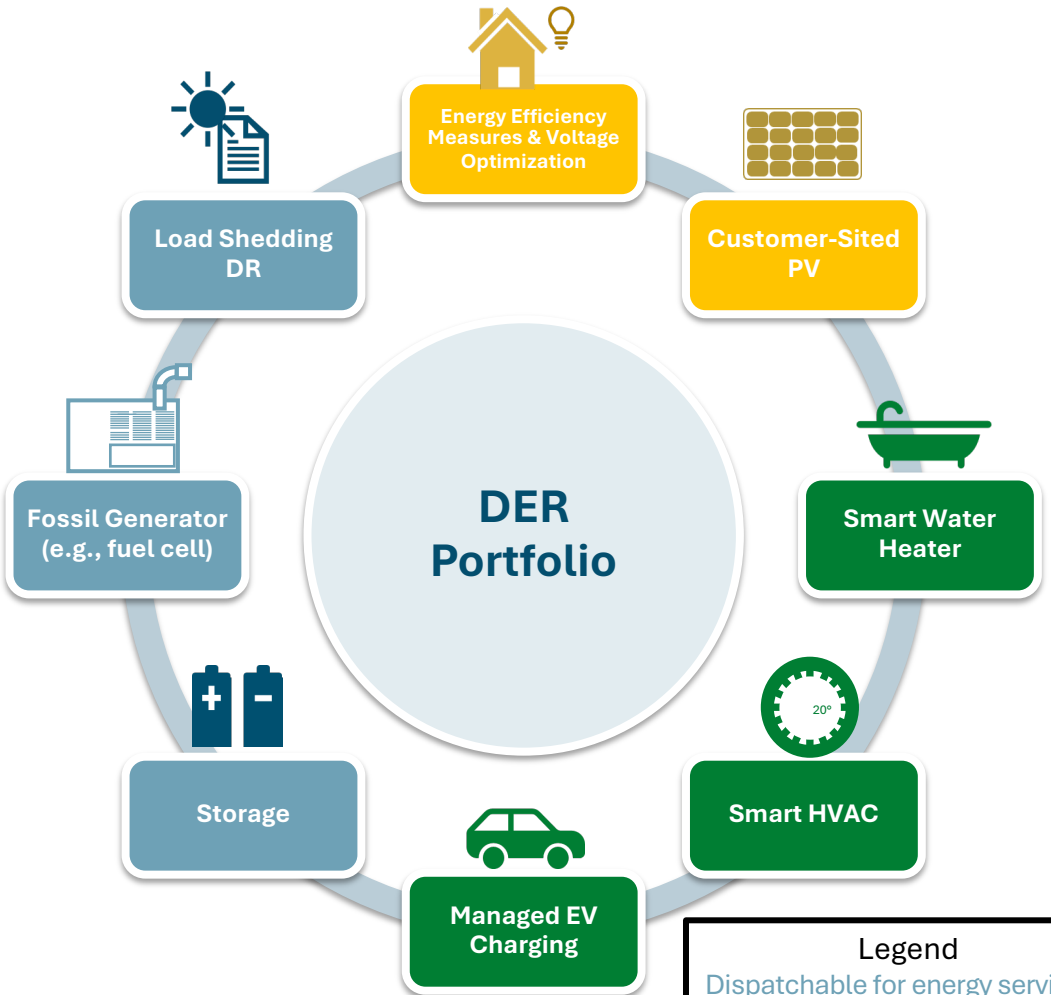 Energy Efficiency
Measures & Voltage
Optimization
Customer-Sited
PV
Smart Water
Heater
20°
Smart HVAC
Managed EV
Charging
Storage
Fossil Generator
(e.g., fuel cell)
Load Shedding
DR
DER
Portfolio
+ -
Legend
Dispatchable for energy